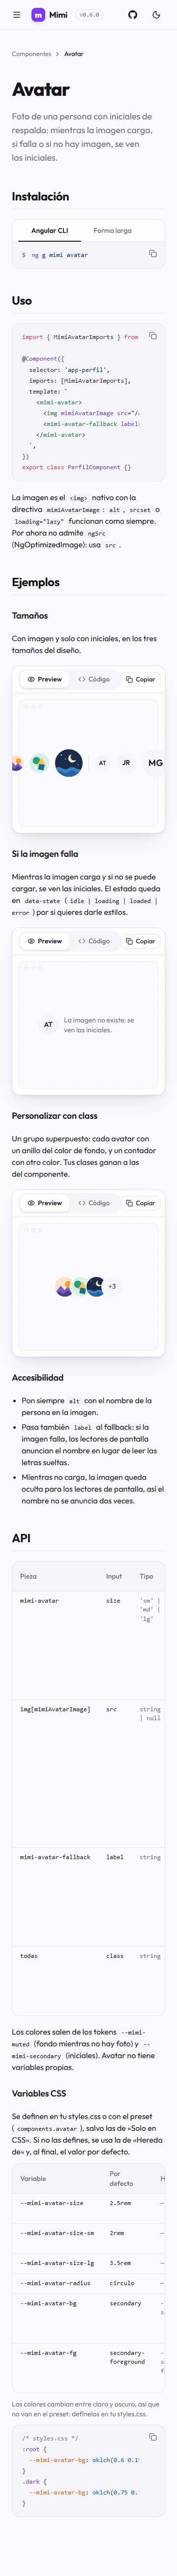 m Mimi v0.6.0
Componentes > Avatar
Avatar
Foto de una persona con iniciales de
respaldo: mientras la imagen carga,
si falla o si no hay imagen, se ven
las iniciales.
Instalación
Angular CLI Forma larga
$ ng g mimi avatar
Uso
import { MimiAvatarImports } from
@Component({
selector: 'app-perfil',
imports: [MimiAvatarImports],
template: `
<mimi-avatar>
<img mimiAvatarImage src="/
<mimi-avatar-fallback label
</mimi-avatar>
`,
})
export class PerfilComponent {}
La imagen es el <img> nativo con la
directiva mimiAvatarImage: alt, srcset o
loading="lazy" funcionan como siempre.
Por ahora no admite ngSrc
(NgOptimizedImage): usa src.
Ejemplos
Tamaños
Con imagen y solo con iniciales, en los tres
tamaños del diseño.
Preview Código Copiar
AT JR MG
Si la imagen falla
Mientras la imagen carga y si no se puede
cargar, se ven las iniciales. El estado queda
en data-state (idle | loading | loaded |
error) por si quieres darle estilos.
Preview Código Copiar
AT La imagen no existe: se
ven las iniciales.
Personalizar con class
Un grupo superpuesto: cada avatar con
un anillo del color de fondo, y un contador
con otro color. Tus clases ganan a las
del componente.
Preview Código Copiar
+3
Accesibilidad
• Pon siempre alt con el nombre de la
persona en la imagen.
• Pasa también label al fallback: si la
imagen falla, los lectores de pantalla
anuncian el nombre en lugar de leer las
letras sueltas.
• Mientras no carga, la imagen queda
oculta para los lectores de pantalla, así el
nombre no se anuncia dos veces.
API
Pieza Input Tipo
mimi-avatar size 'sm' |
'md' |
'lg'
img[mimiAvatarImage] src string
| null
mimi-avatar-fallback label string
todas class string
Los colores salen de los tokens --mimi-
muted (fondo mientras no hay foto) y --
mimi-secondary (iniciales). Avatar no tiene
variables propias.
Variables CSS
Se definen en tu styles.css o con el preset
(components.avatar), salvo las de «Solo en
CSS». Si no las defines, se usa la de «Hereda
de» y, al final, el valor por defecto.
Variable Por
defecto
--mimi-avatar-size 2.5rem —
--mimi-avatar-size-sm 2rem —
--mimi-avatar-size-lg 3.5rem —
--mimi-avatar-radius círculo —
--mimi-avatar-bg secondary
--mimi-avatar-fg secondary-
foreground
Los colores cambian entre claro y oscuro, así que
no van en el preset: defínelos en tu styles.css.
/* styles.css */
:root {
--mimi-avatar-bg: oklch(0.6 0.1
}
.dark {
--mimi-avatar-bg: oklch(0.75 0.
}